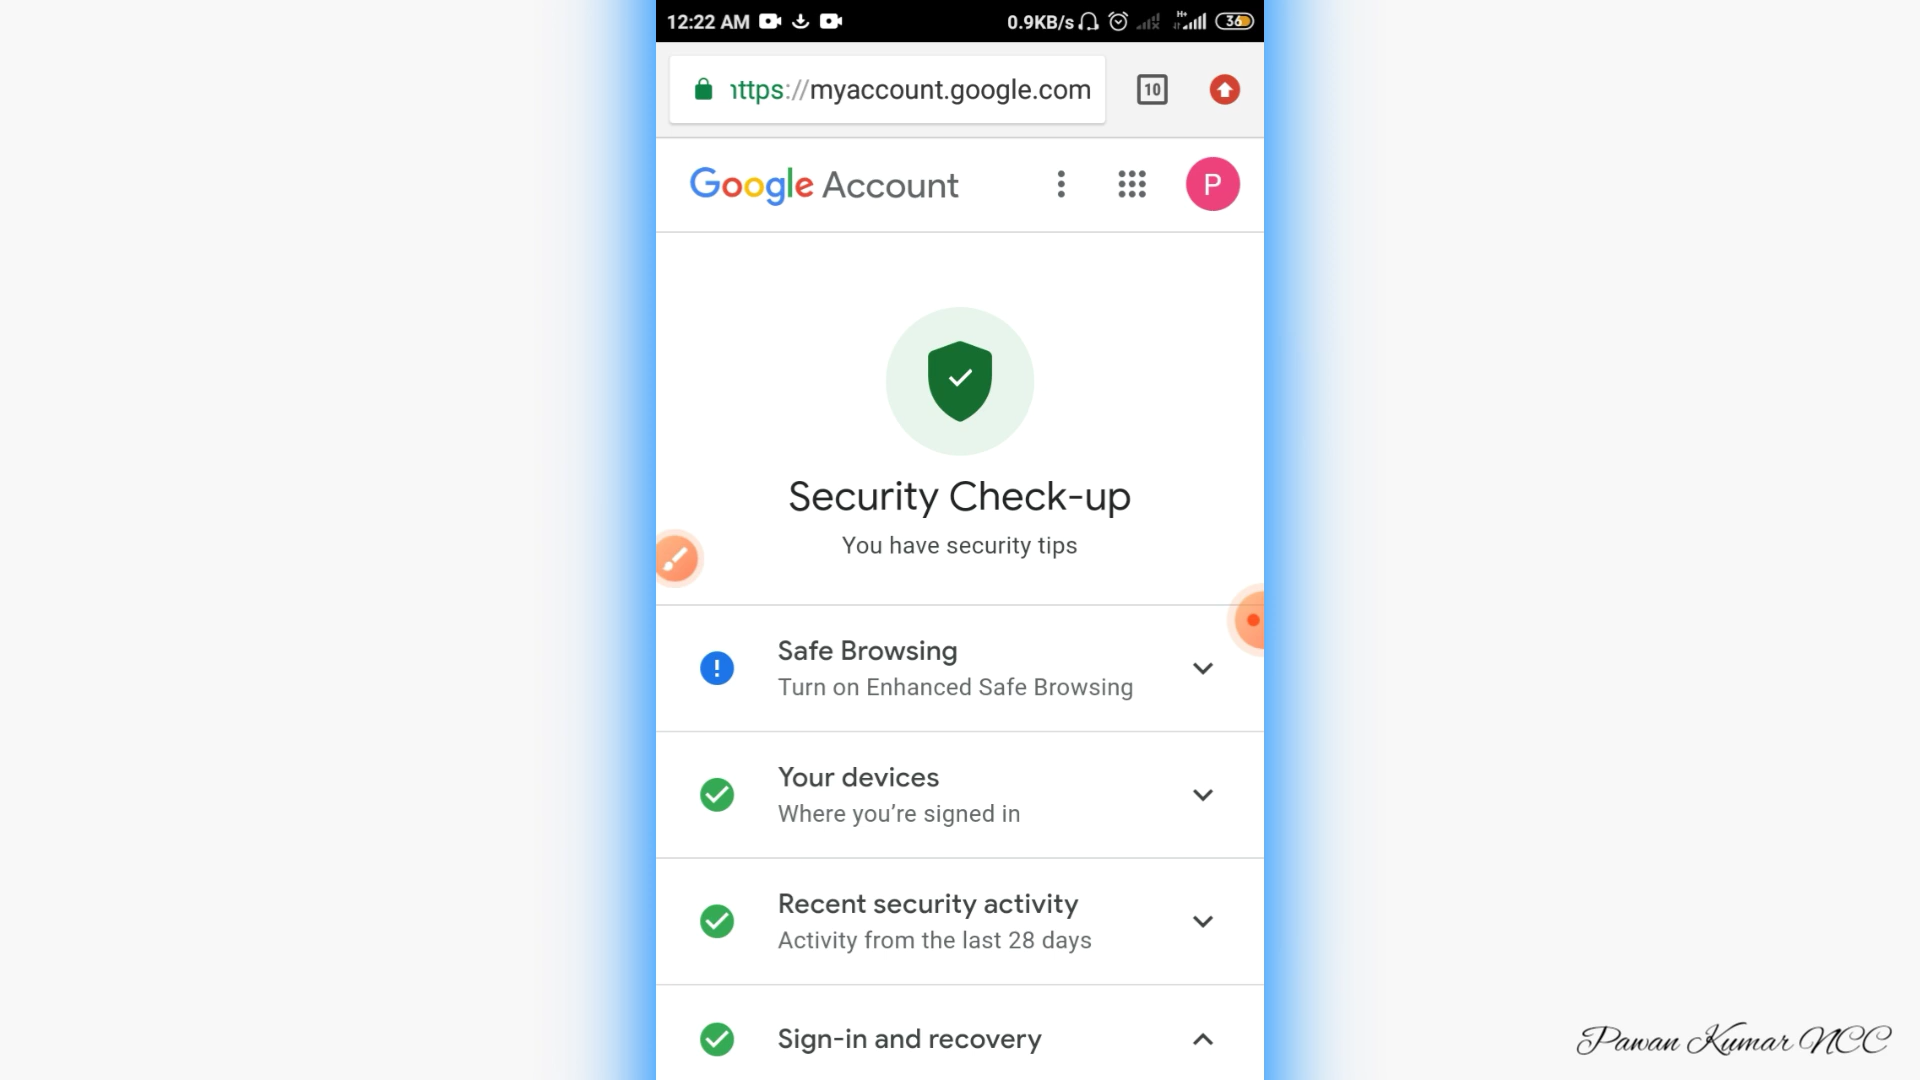 12:22 AM 0.9KB/s H+ 36
https://myaccount.google.com 10
Google Account P
Security Check-up
You have security tips
Safe Browsing
Turn on Enhanced Safe Browsing
Your devices
Where you’re signed in
Recent security activity
Activity from the last 28 days
Sign-in and recovery
Pawan Kumar NCC